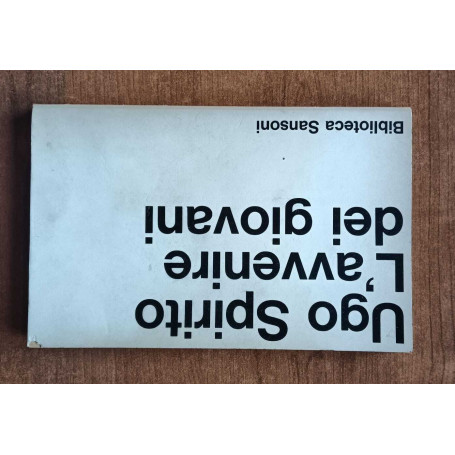 Ugo Spirito
L'avvenire
dei giovani
Biblioteca Sansoni